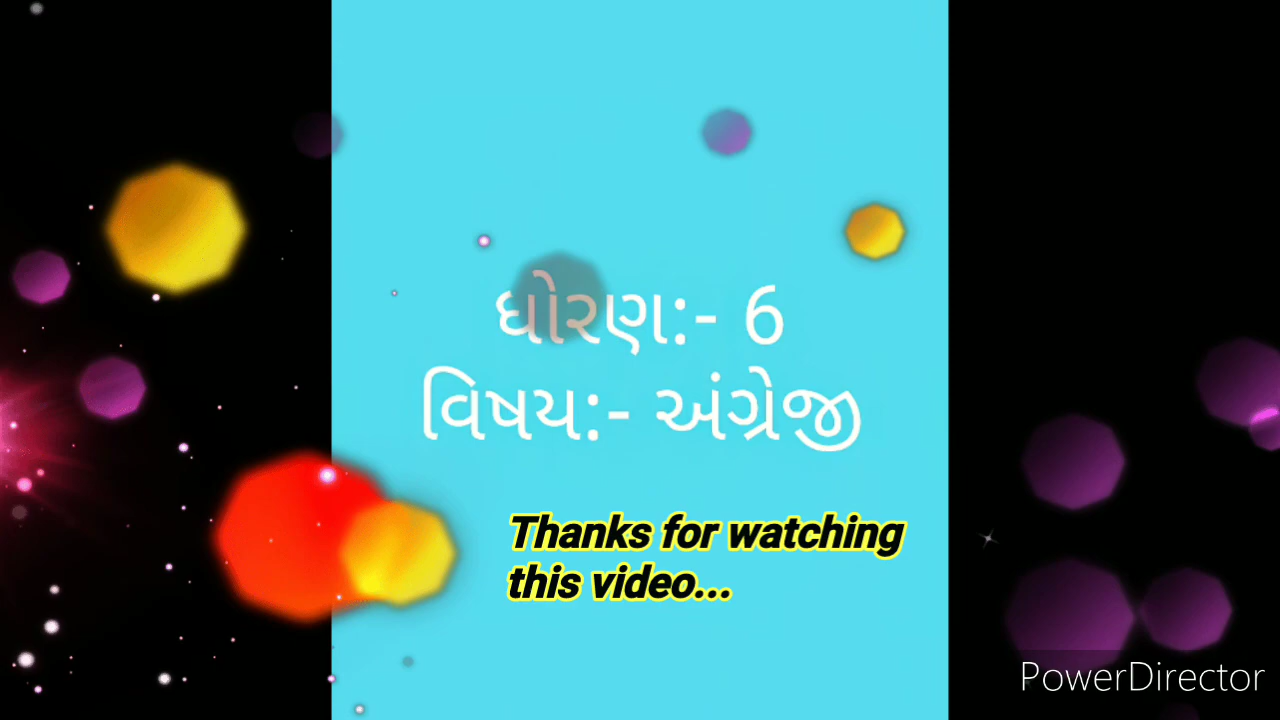 ઘોરણ:- 6
વિષય:- અંગ્રેજી
Thanks for watching
this video...
PowerDirector